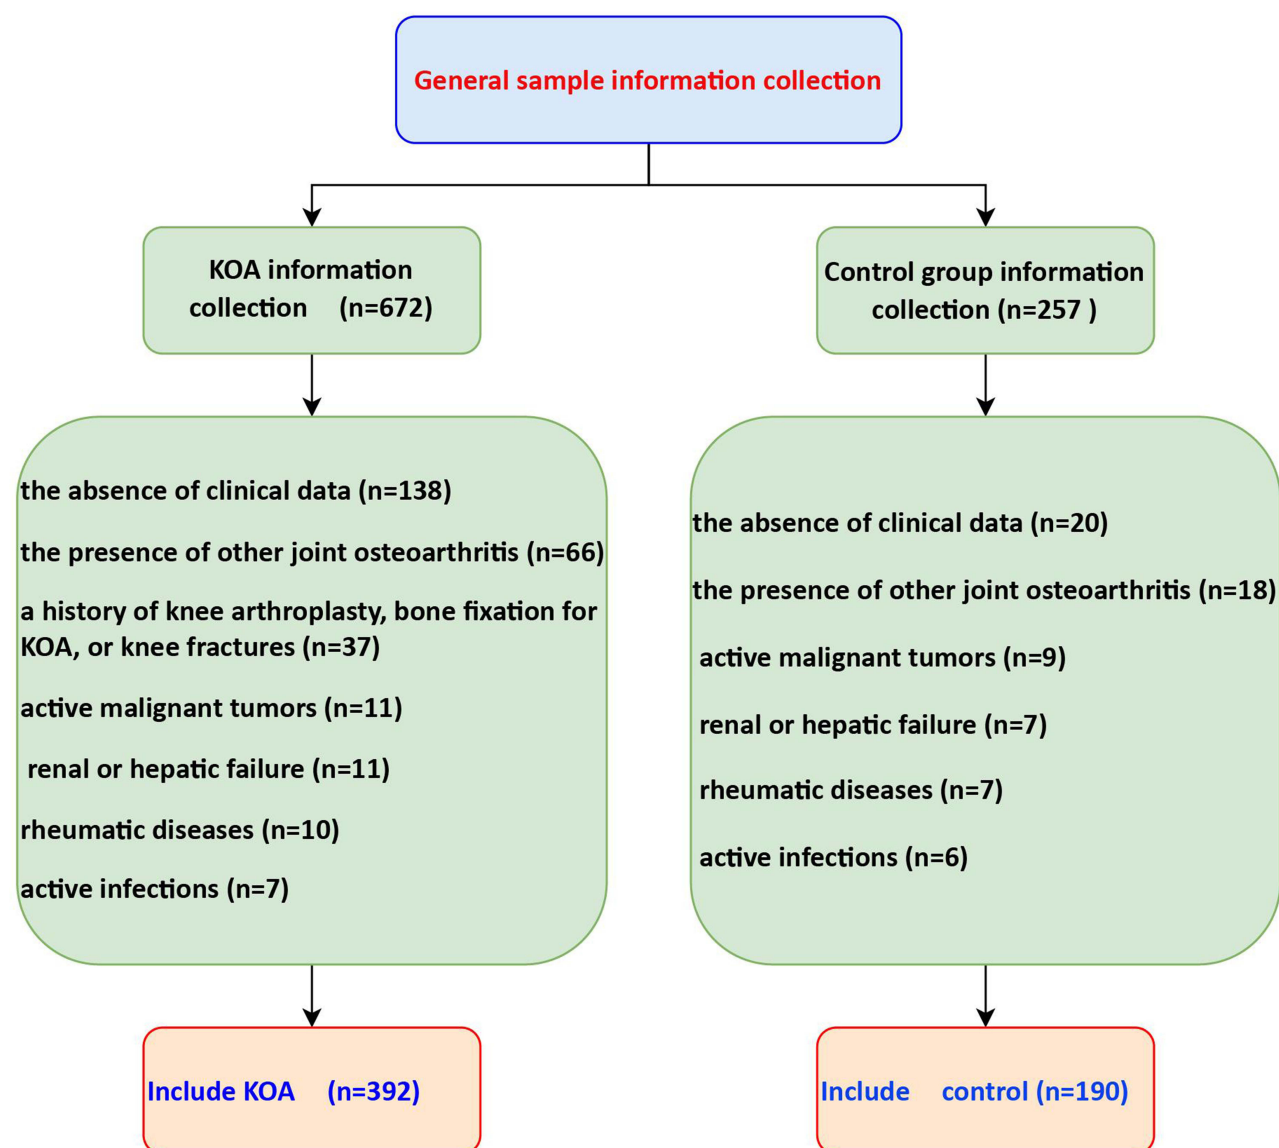 General sample information collection
KOA information
collection (n=672)
Control group information
collection (n=257 )
the absence of clinical data (n=138)
the presence of other joint osteoarthritis (n=66)
a history of knee arthroplasty, bone fixation for
KOA, or knee fractures (n=37)
active malignant tumors (n=11)
renal or hepatic failure (n=11)
rheumatic diseases (n=10)
active infections (n=7)
the absence of clinical data (n=20)
the presence of other joint osteoarthritis (n=18)
active malignant tumors (n=9)
renal or hepatic failure (n=7)
rheumatic diseases (n=7)
active infections (n=6)
Include KOA (n=392)
Include control (n=190)